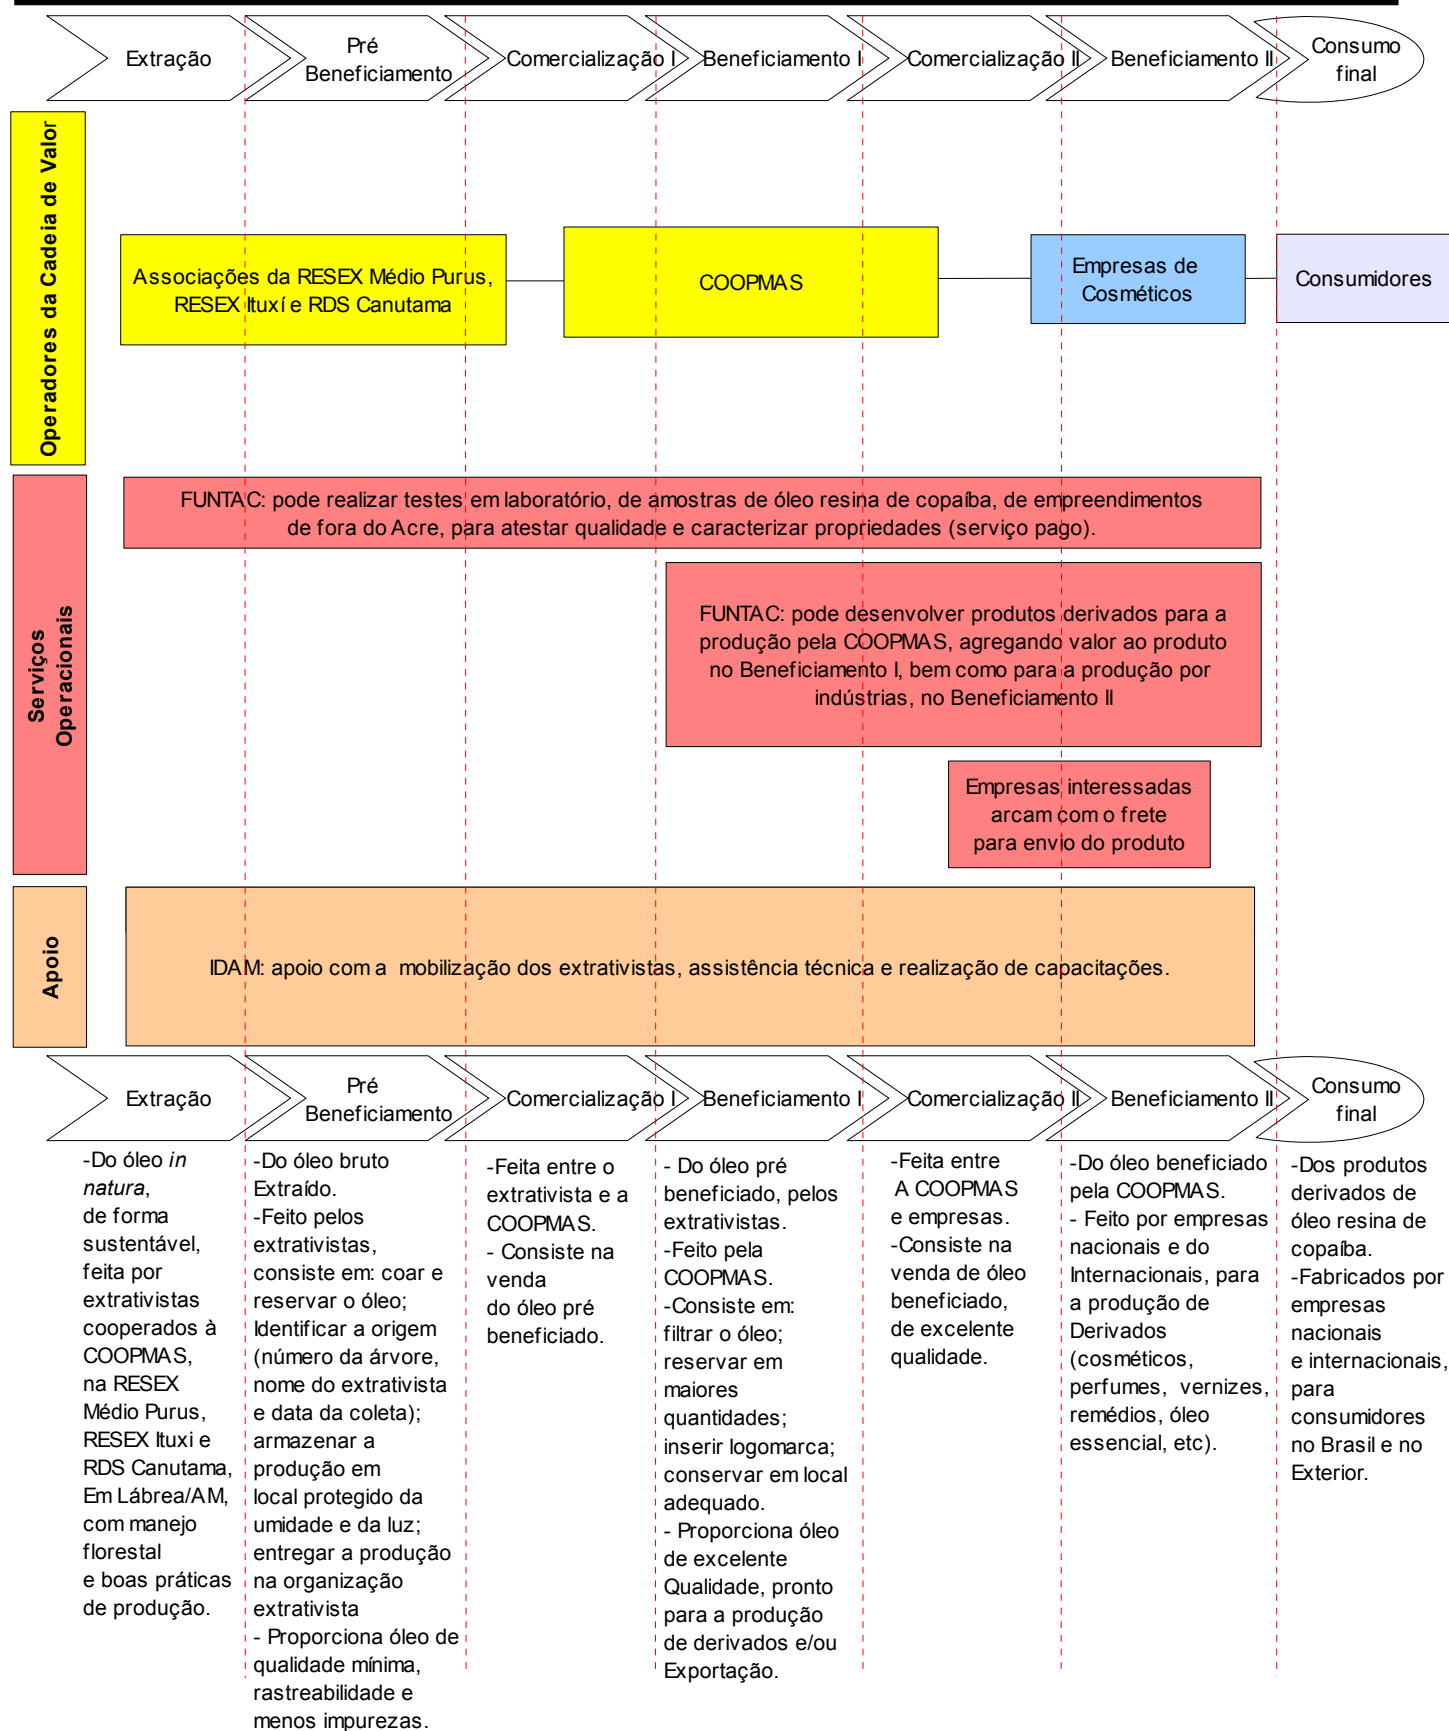 Extração
Pré
Beneficiamento
Comercialização I
Beneficiamento I
Comercialização II
Beneficiamento II
Consumo
final
Operadores da Cadeia de Valor
Associações da RESEX Médio Purus,
RESEX Ituxí e RDS Canutama
COOPMAS
Empresas de
Cosméticos
Consumidores
Serviços
Operacionais
FUNTAC: pode realizar testes em laboratório, de amostras de óleo resina de copaíba, de empreendimentos
de fora do Acre, para atestar qualidade e caracterizar propriedades (serviço pago).
FUNTAC: pode desenvolver produtos derivados para a
produção pela COOPMAS, agregando valor ao produto
no Beneficiamento I, bem como para a produção por
indústrias, no Beneficiamento II
Empresas interessadas
arcam com o frete
para envio do produto
Apoio
IDAM: apoio com a mobilização dos extrativistas, assistência técnica e realização de capacitações.
Extração
Pré
Beneficiamento
Comercialização I
Beneficiamento I
Comercialização II
Beneficiamento II
Consumo
final
-Do óleo in
natura,
de forma
sustentável,
feita por
extrativistas
cooperados à
COOPMAS,
na RESEX
Médio Purus,
RESEX Ituxi e
RDS Canutama,
Em Lábrea/AM,
com manejo
florestal
e boas práticas
de produção.
-Do óleo bruto
Extraído.
-Feito pelos
extrativistas,
consiste em: coar e
reservar o óleo;
Identificar a origem
(número da árvore,
nome do extrativista
e data da coleta);
armazenar a
produção em
local protegido da
umidade e da luz;
entregar a produção
na organização
extrativista
- Proporciona óleo de
qualidade mínima,
rastreabilidade e
menos impurezas.
-Feita entre o
extrativista e a
COOPMAS.
- Consiste na
venda
do óleo pré
beneficiado.
- Do óleo pré
beneficiado, pelos
extrativistas.
-Feito pela
COOPMAS.
-Consiste em:
filtrar o óleo;
reservar em
maiores
quantidades;
inserir logomarca;
conservar em local
adequado.
- Proporciona óleo
de excelente
Qualidade, pronto
para a produção
de derivados e/ou
Exportação.
-Feita entre
A COOPMAS
e empresas.
-Consiste na
venda de óleo
beneficiado,
de excelente
qualidade.
-Do óleo beneficiado
pela COOPMAS.
- Feito por empresas
nacionais e do
Internacionais, para
a produção de
Derivados
(cosméticos,
perfumes, vernizes,
remédios, óleo
essencial, etc).
-Dos produtos
derivados de
óleo resina de
copaíba.
-Fabricados por
empresas
nacionais
e internacionais,
para
consumidores
no Brasil e no
Exterior.